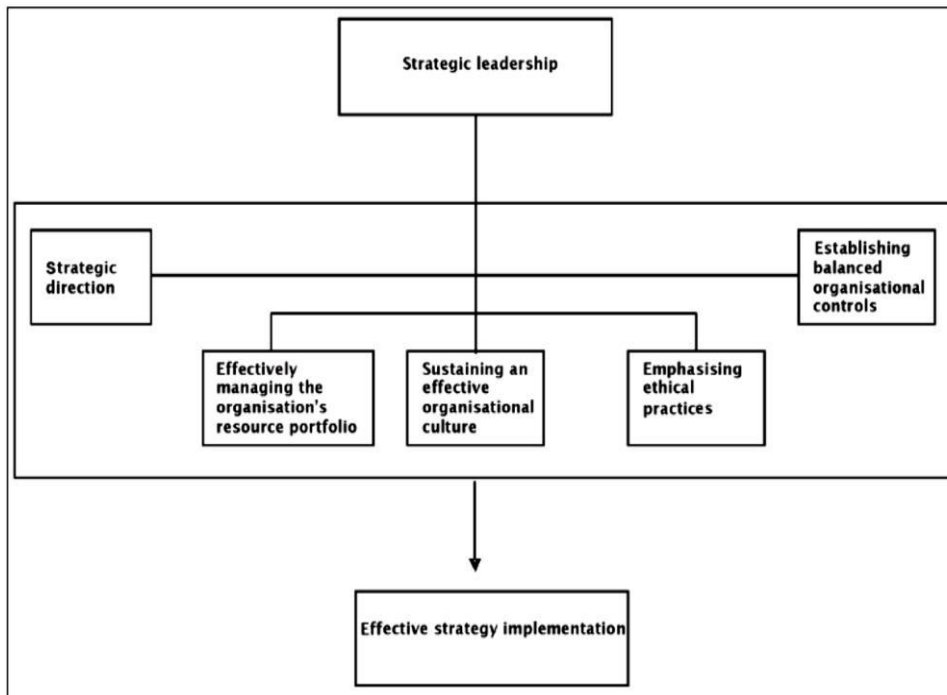 Strategic leadership
Strategic
direction
Establishing
balanced
organisational
controls
Effectively
managing the
organisation's
resource portfolio
Sustaining an
effective
organisational
culture
Emphasising
ethical
practices
Effective strategy implementation